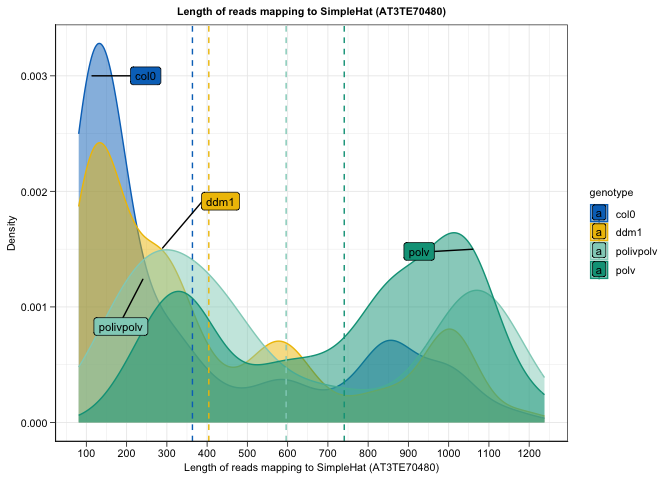 Length of reads mapping to SimpleHat (AT3TE70480)
0.003
0.002
0.001
0.000
Density
col0
ddm1
polv
polivpolv
100 200 300 400 500 600 700 800 900 1000 1100 1200
Length of reads mapping to SimpleHat (AT3TE70480)
genotype
a col0
a ddm1
a polivpolv
a polv